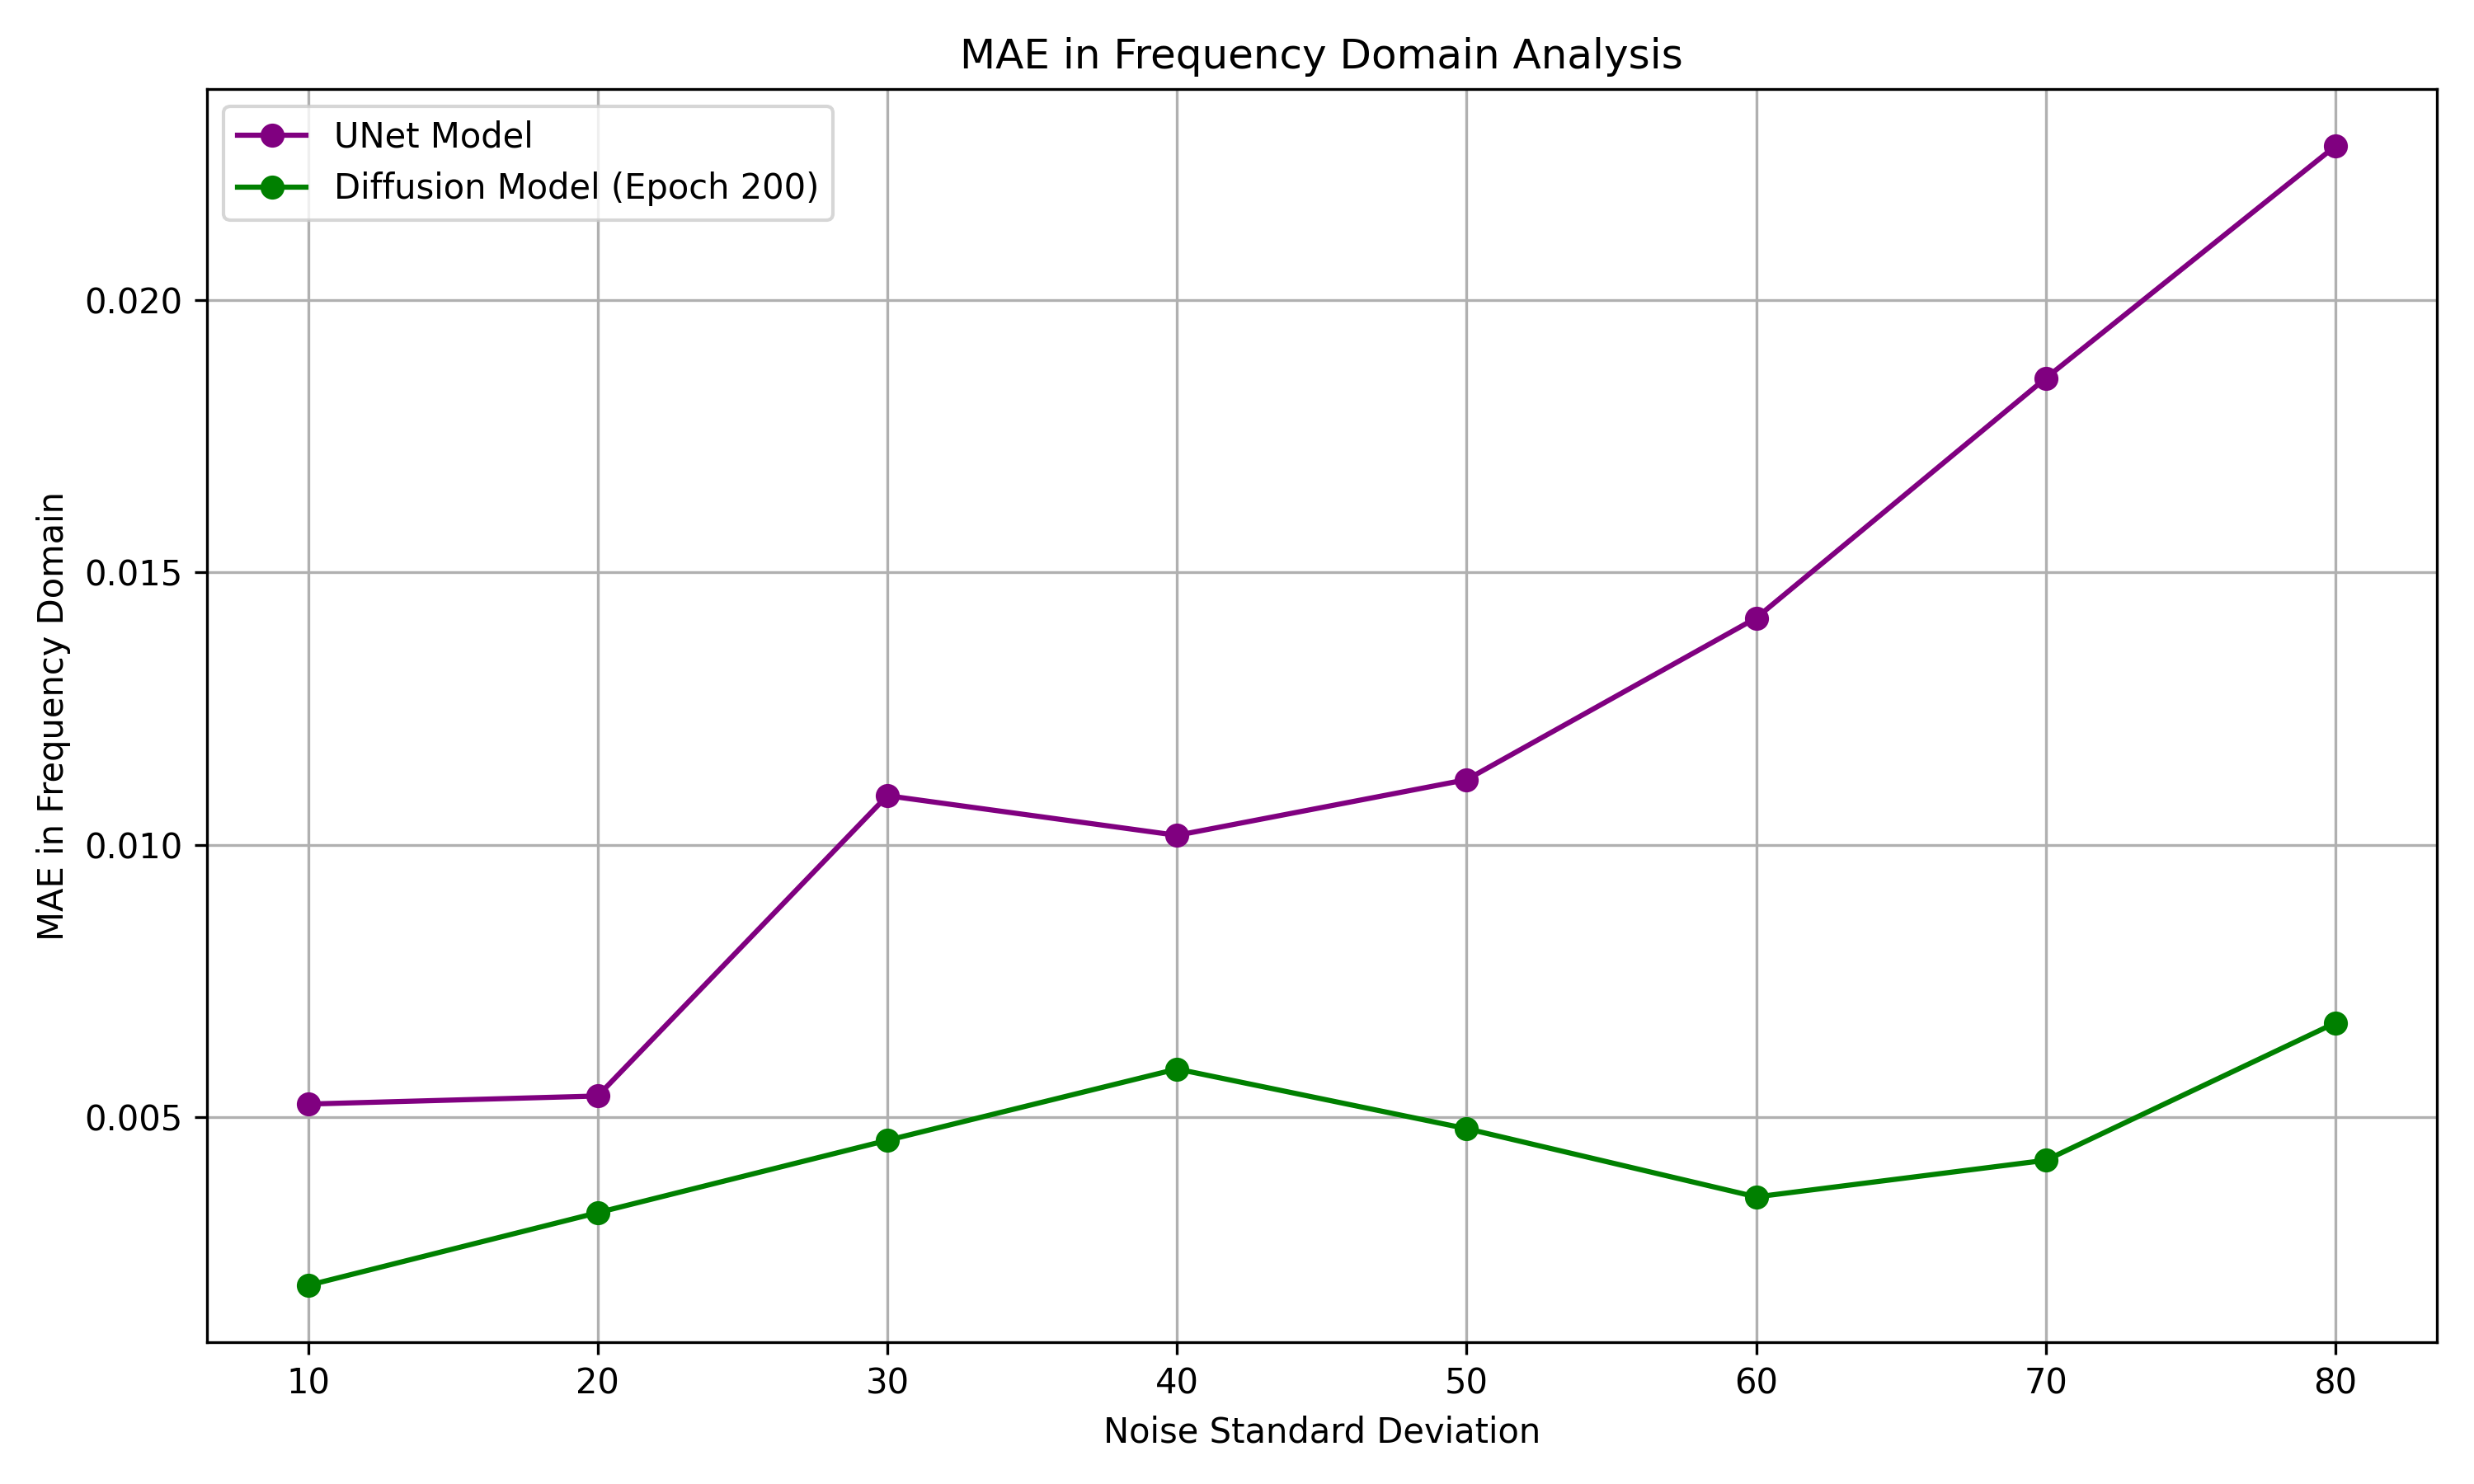 MAE in Frequency Domain Analysis
UNet Model
Diffusion Model (Epoch 200)
MAE in Frequency Domain
0.020
0.015
0.010
0.005
10 20 30 40 50 60 70 80
Noise Standard Deviation